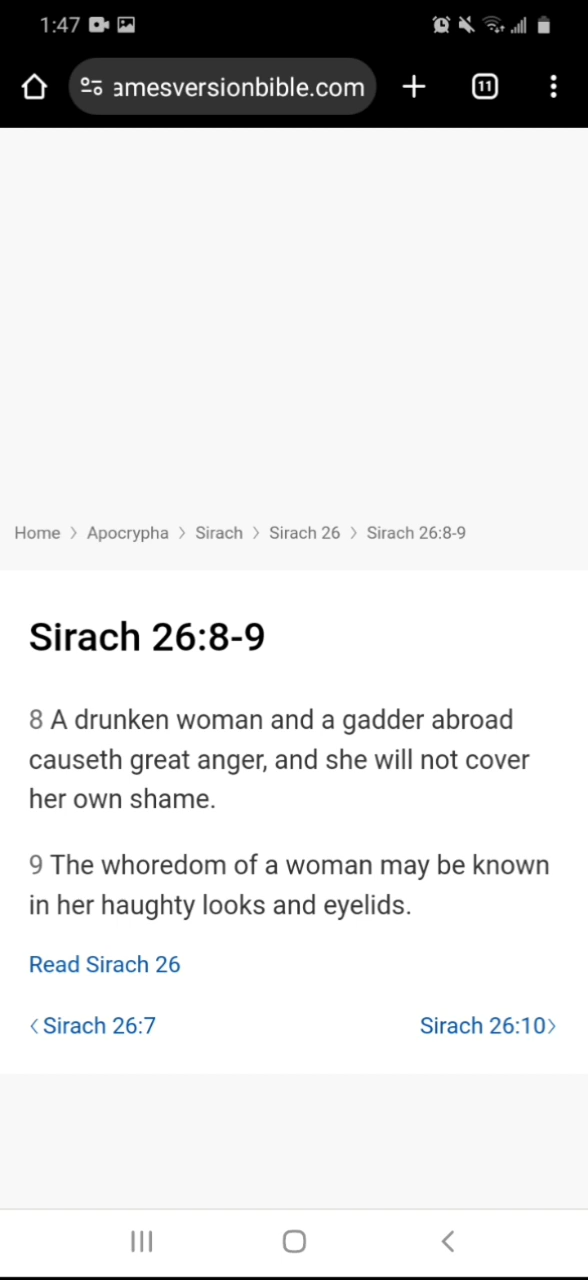 1:47
amesversionbible.com
11
Home > Apocrypha > Sirach > Sirach 26 > Sirach 26:8-9
Sirach 26:8-9
8 A drunken woman and a gadder abroad
causeth great anger, and she will not cover
her own shame.
9 The whoredom of a woman may be known
in her haughty looks and eyelids.
Read Sirach 26
< Sirach 26:7
Sirach 26:10 >